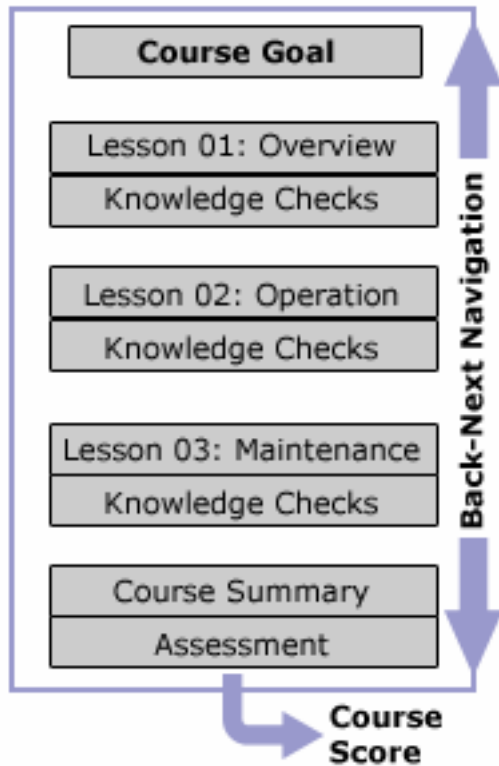 Course Goal
Lesson 01: Overview
Knowledge Checks
Lesson 02: Operation
Knowledge Checks
Lesson 03: Maintenance
Knowledge Checks
Course Summary
Assessment
Back-Next Navigation
Course
Score